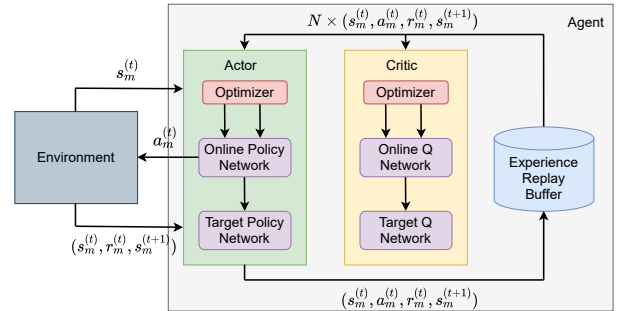 N × (s_m^(t), a_m^(t), r_m^(t), s_m^(t+1))
Agent
s_m^(t)
Actor
Critic
Optimizer
Optimizer
a_m^(t)
Environment
Online Policy
Network
Online Q
Network
Experience
Replay
Buffer
Target Policy
Network
Target Q
Network
(s_m^(t), r_m^(t), s_m^(t+1))
(s_m^(t), a_m^(t), r_m^(t), s_m^(t+1))